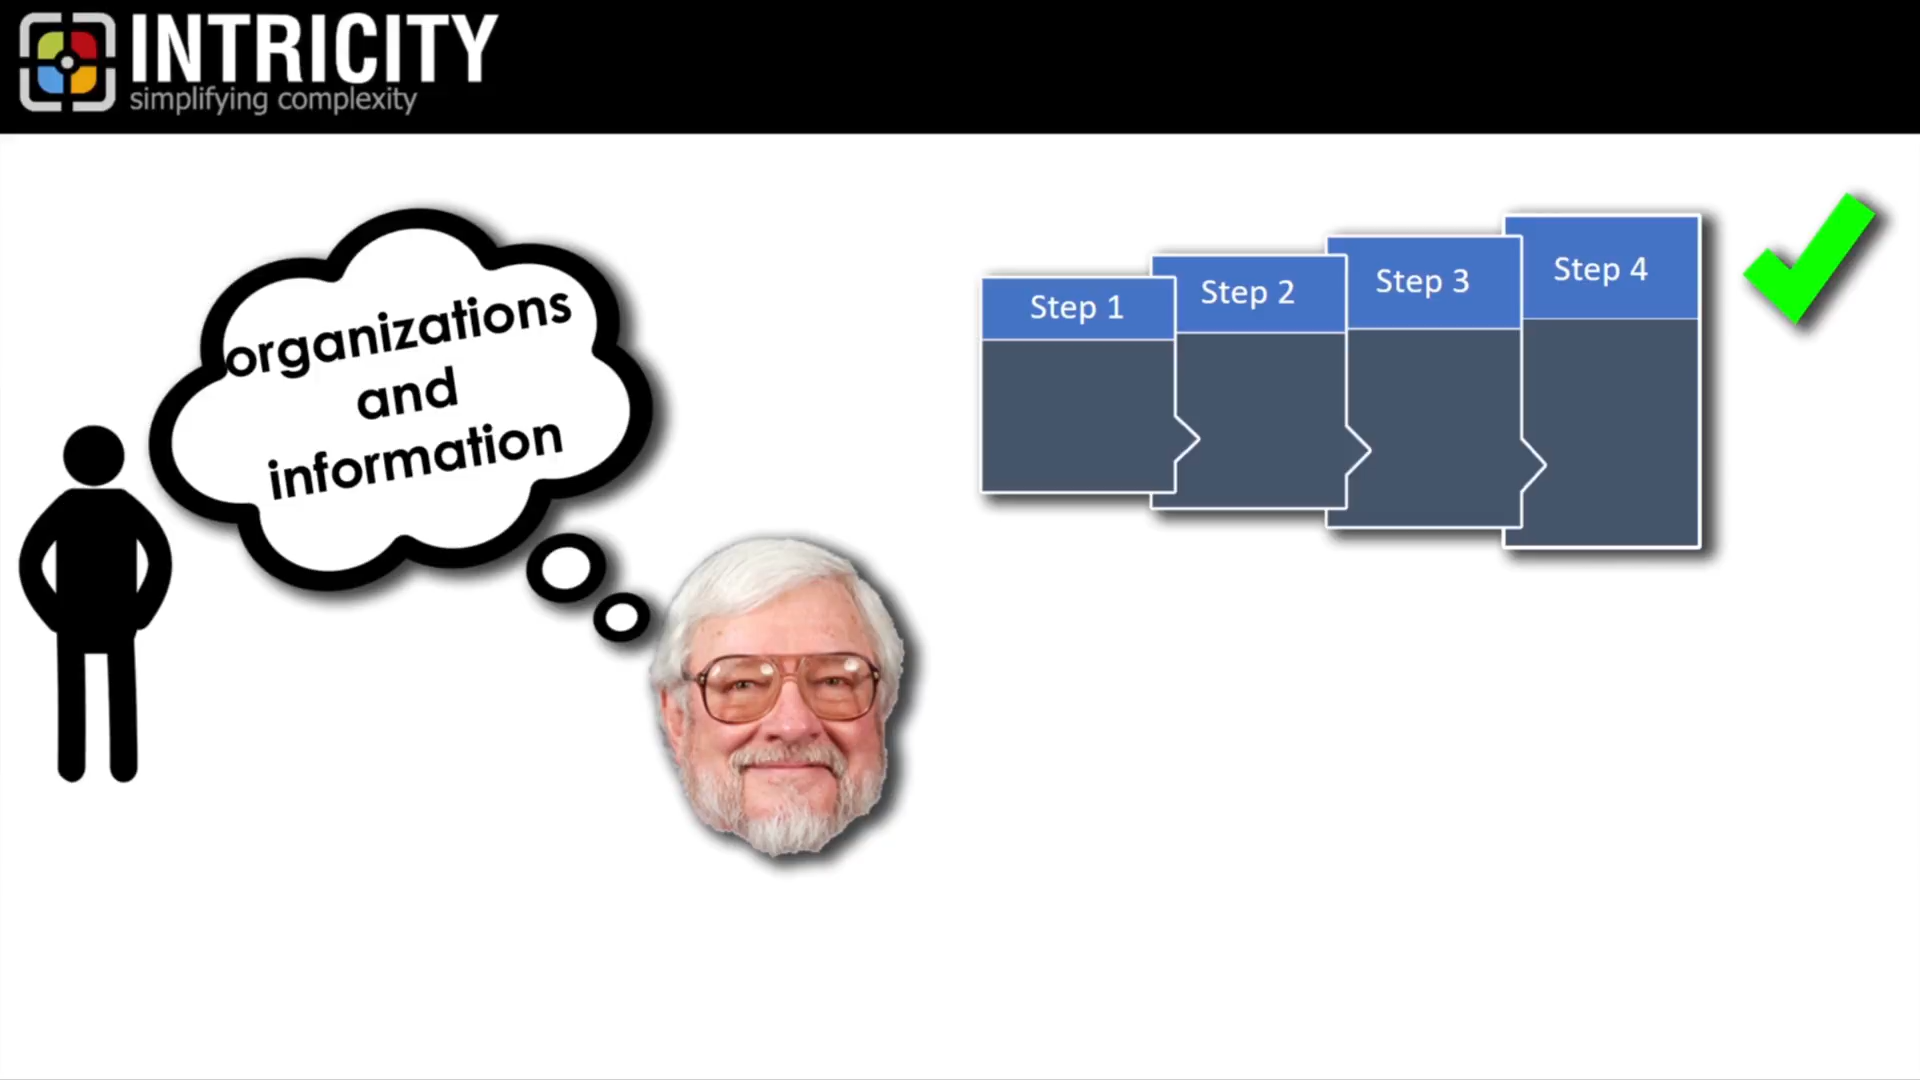 INTRICITY
simplifying complexity
organizations
and
information
Step 1
Step 2
Step 3
Step 4